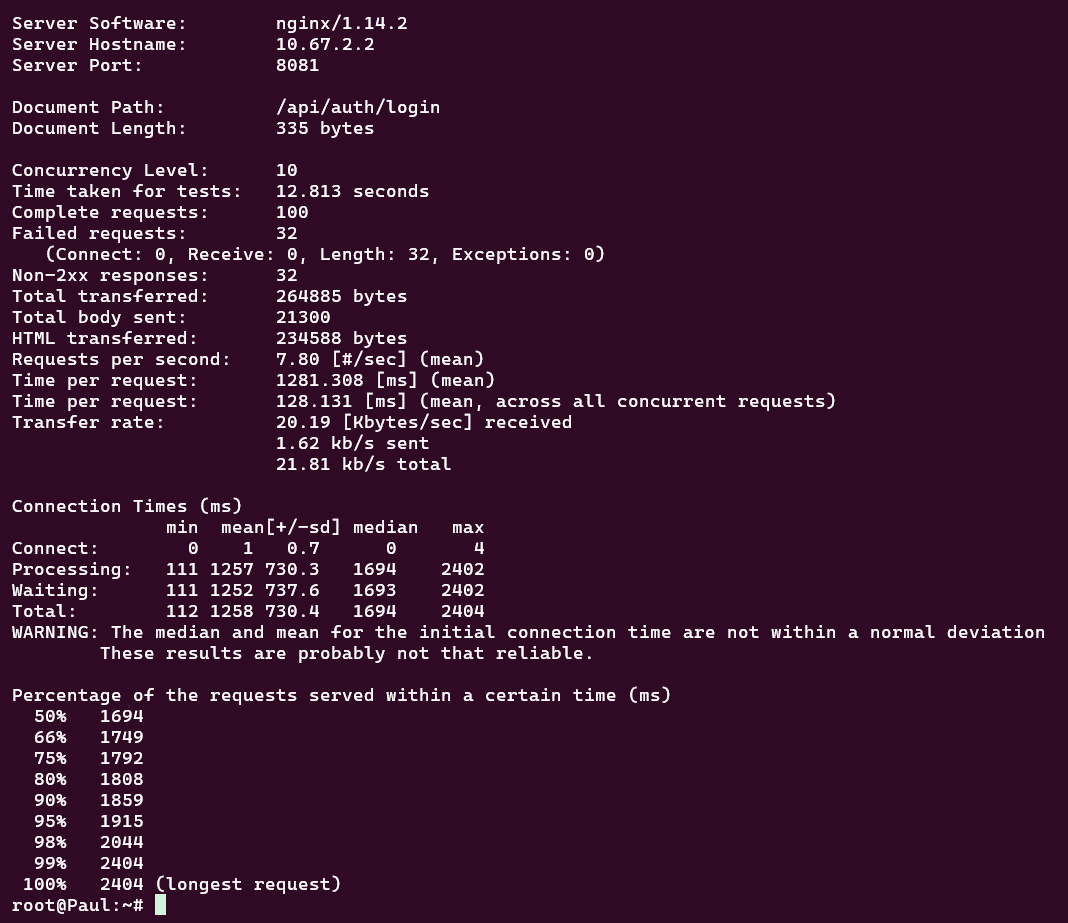 Server Software:        nginx/1.14.2
Server Hostname:        10.67.2.2
Server Port:            8081

Document Path:          /api/auth/login
Document Length:        335 bytes

Concurrency Level:      10
Time taken for tests:   12.813 seconds
Complete requests:      100
Failed requests:        32
   (Connect: 0, Receive: 0, Length: 32, Exceptions: 0)
Non-2xx responses:      32
Total transferred:      264885 bytes
Total body sent:        21300
HTML transferred:       234588 bytes
Requests per second:    7.80 [#/sec] (mean)
Time per request:       1281.308 [ms] (mean)
Time per request:       128.131 [ms] (mean, across all concurrent requests)
Transfer rate:          20.19 [Kbytes/sec] received
                        1.62 kb/s sent
                        21.81 kb/s total

Connection Times (ms)
              min  mean[+/-sd] median   max
Connect:        0    1   0.7      0       4
Processing:   111 1257 730.3   1694    2402
Waiting:      111 1252 737.6   1693    2402
Total:        112 1258 730.4   1694    2404
WARNING: The median and mean for the initial connection time are not within a normal deviation
        These results are probably not that reliable.

Percentage of the requests served within a certain time (ms)
  50%   1694
  66%   1749
  75%   1792
  80%   1808
  90%   1859
  95%   1915
  98%   2044
  99%   2404
 100%   2404 (longest request)
root@Paul:~#